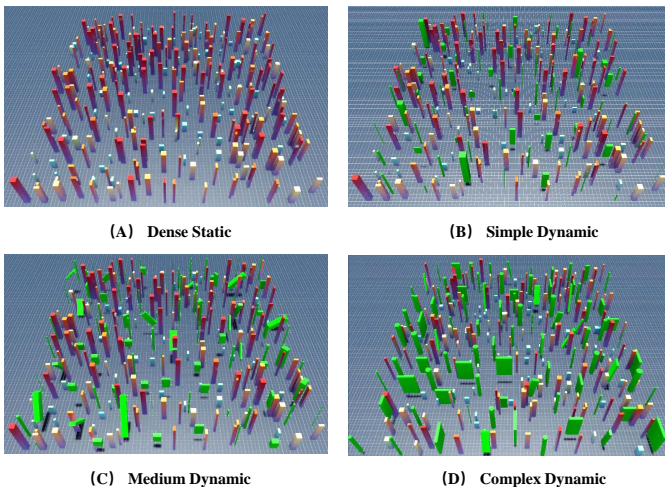 (A) Dense Static
(B) Simple Dynamic
(C) Medium Dynamic
(D) Complex Dynamic